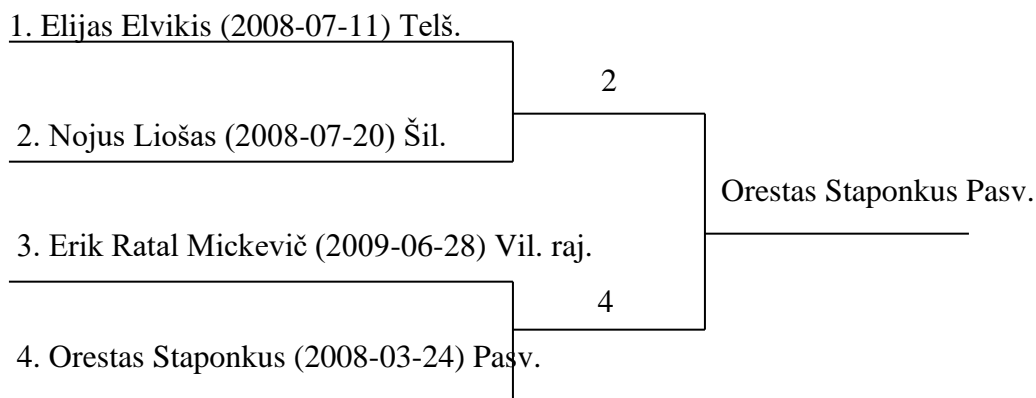 1. Elijas Elvikis (2008-07-11) Telš.
2
2. Nojus Liošas (2008-07-20) Šil.
Orestas Staponkus Pasv.
3. Erik Ratal Mickevič (2009-06-28) Vil. raj.
4
4. Orestas Staponkus (2008-03-24) Pasv.